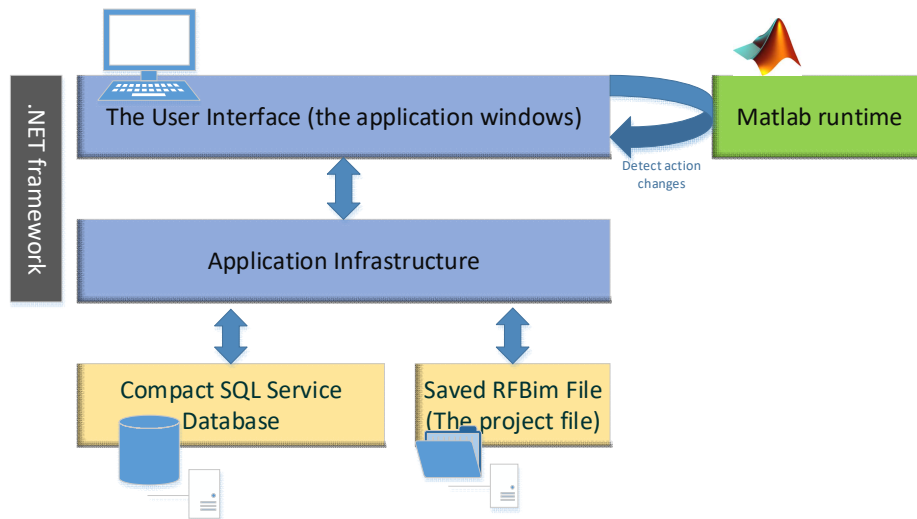 .NET framework
The User Interface (the application windows)
Matlab runtime
Detect action
changes
Application Infrastructure
Compact SQL Service
Database
Saved RFBim File
(The project file)